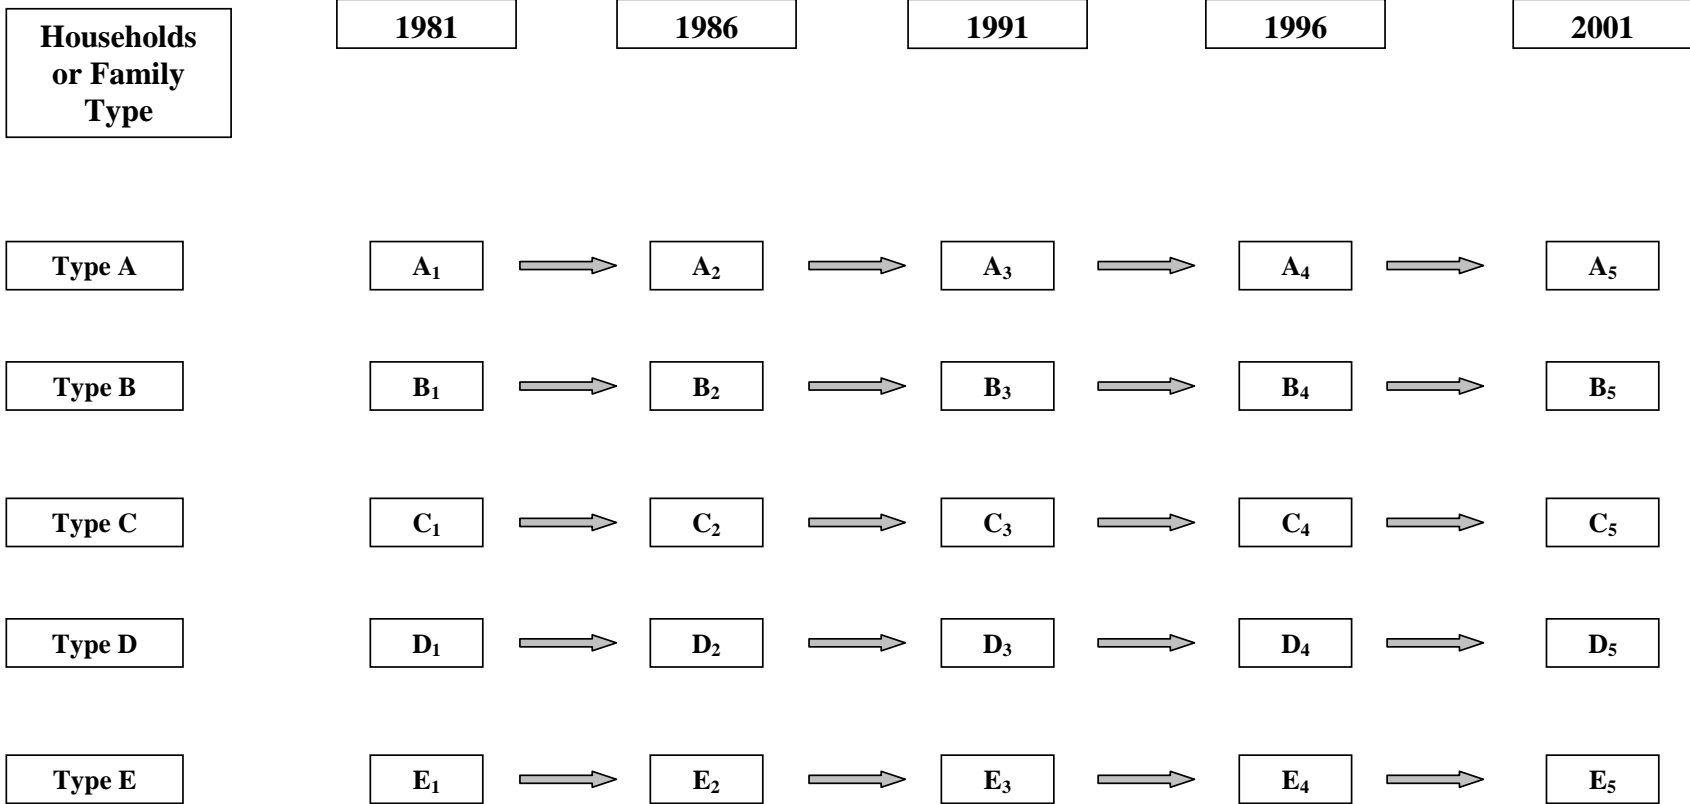 Households
or Family
Type
1981
1986
1991
1996
2001
Type A
A₁
A₂
A₃
A₄
A₅
Type B
B₁
B₂
B₃
B₄
B₅
Type C
C₁
C₂
C₃
C₄
C₅
Type D
D₁
D₂
D₃
D₄
D₅
Type E
E₁
E₂
E₃
E₄
E₅